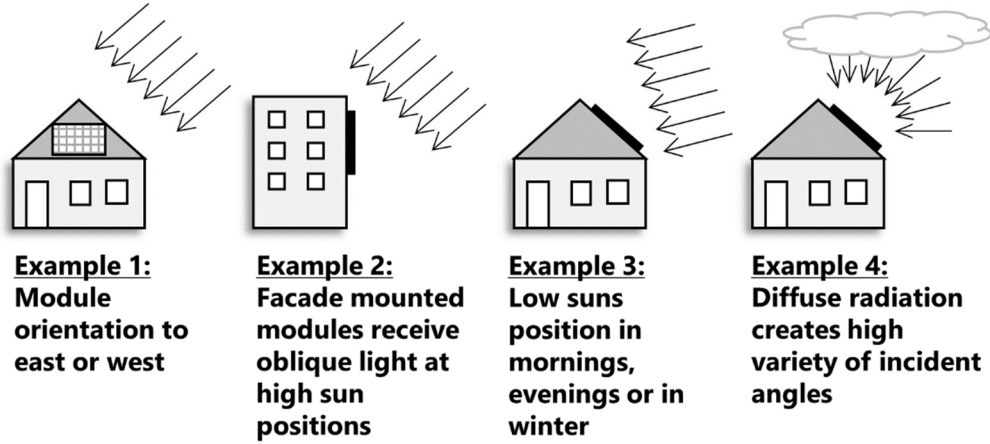 Example 1:
Module
orientation to
east or west
Example 2:
Facade mounted
modules receive
oblique light at
high sun
positions
Example 3:
Low suns
position in
mornings,
evenings or in
winter
Example 4:
Diffuse radiation
creates high
variety of incident
angles